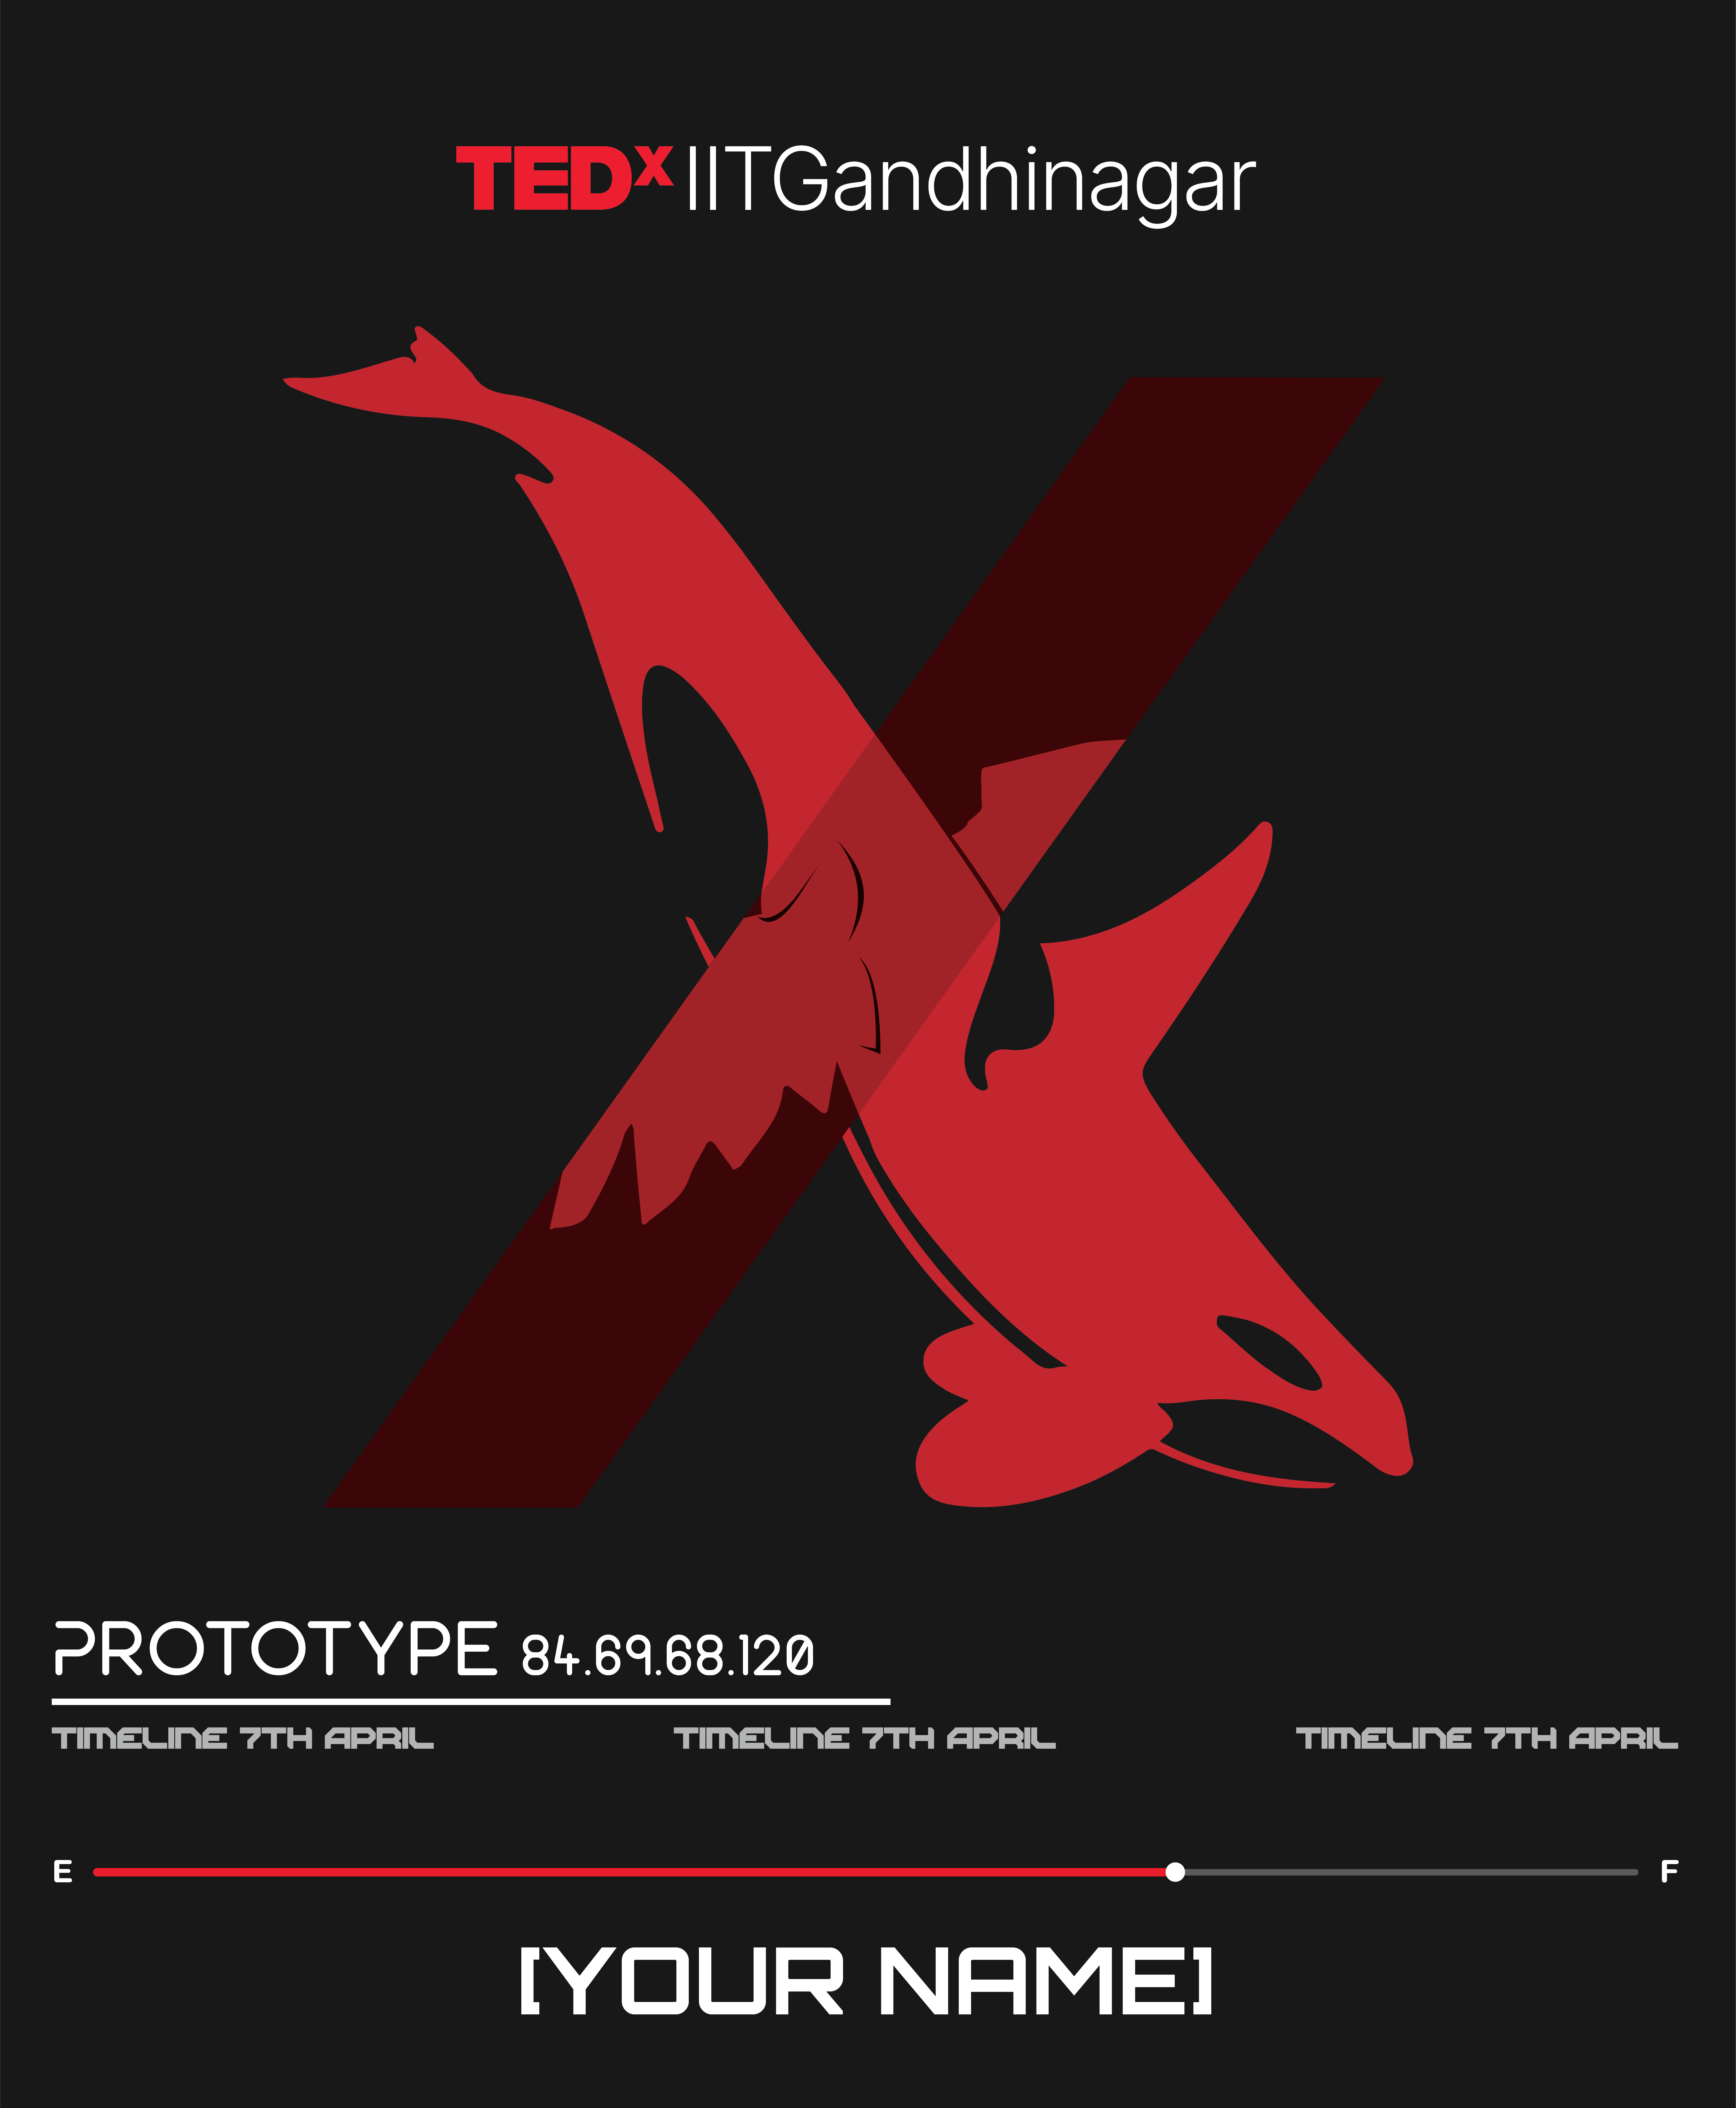 TEDx IITGandhinagar
PROTOTYPE 84.69.68.120
TIMELINE 7TH APRIL TIMELINE 7TH APRIL TIMELINE 7TH APRIL
E F
[YOUR NAME]